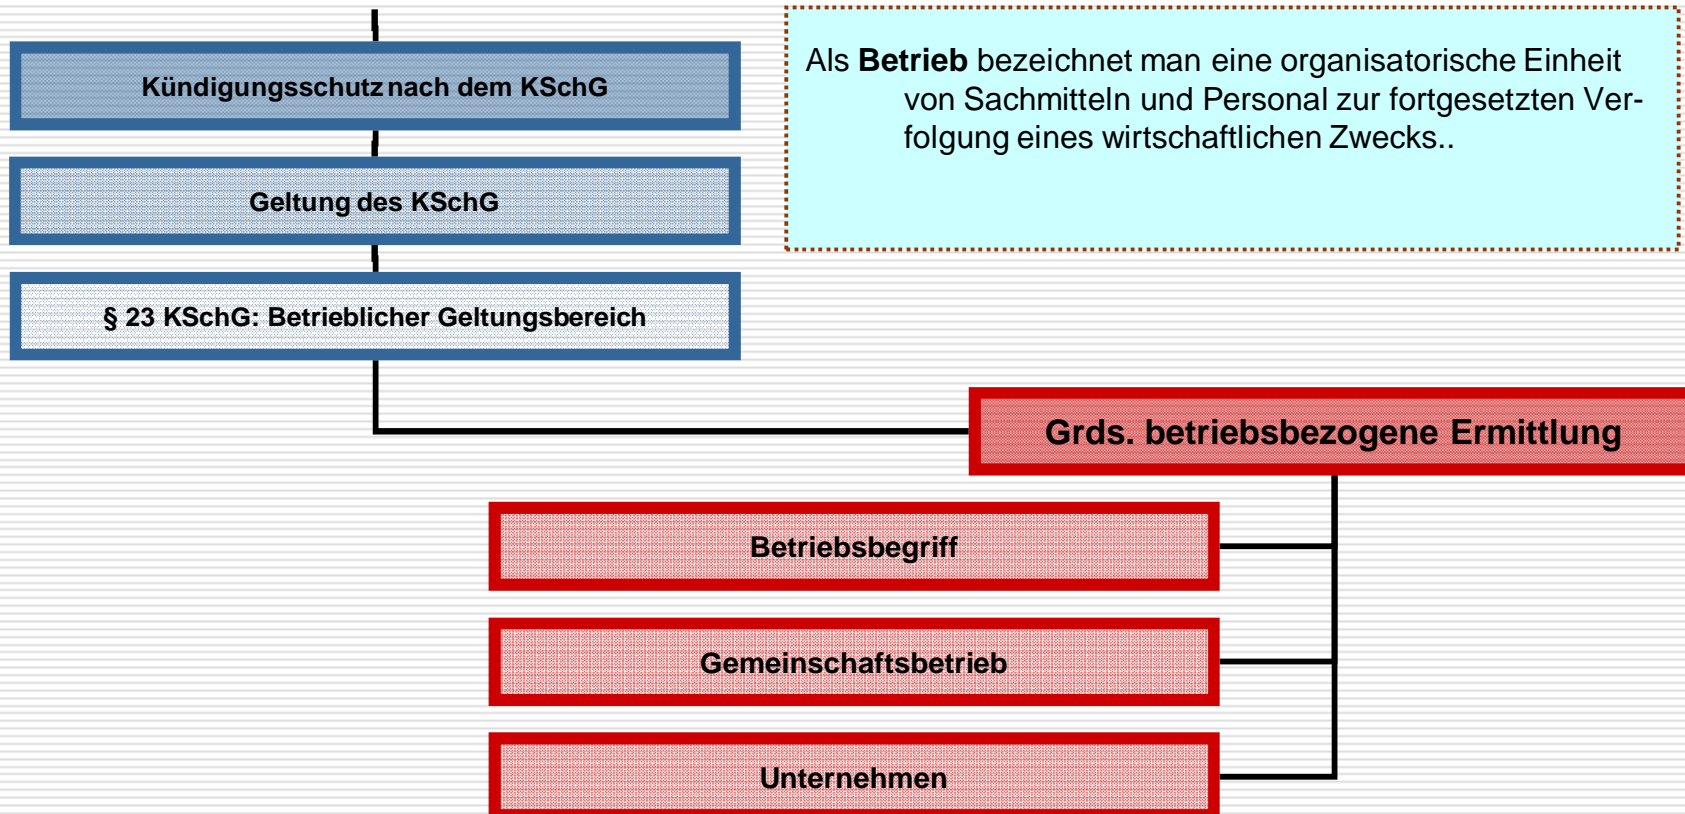 Kündigungsschutz nach dem KSchG
Geltung des KSchG
§ 23 KSchG: Betrieblicher Geltungsbereich
Als Betrieb bezeichnet man eine organisatorische Einheit
von Sachmitteln und Personal zur fortgesetzten Ver-
folgung eines wirtschaftlichen Zwecks..
Grds. betriebsbezogene Ermittlung
Betriebsbegriff
Gemeinschaftsbetrieb
Unternehmen